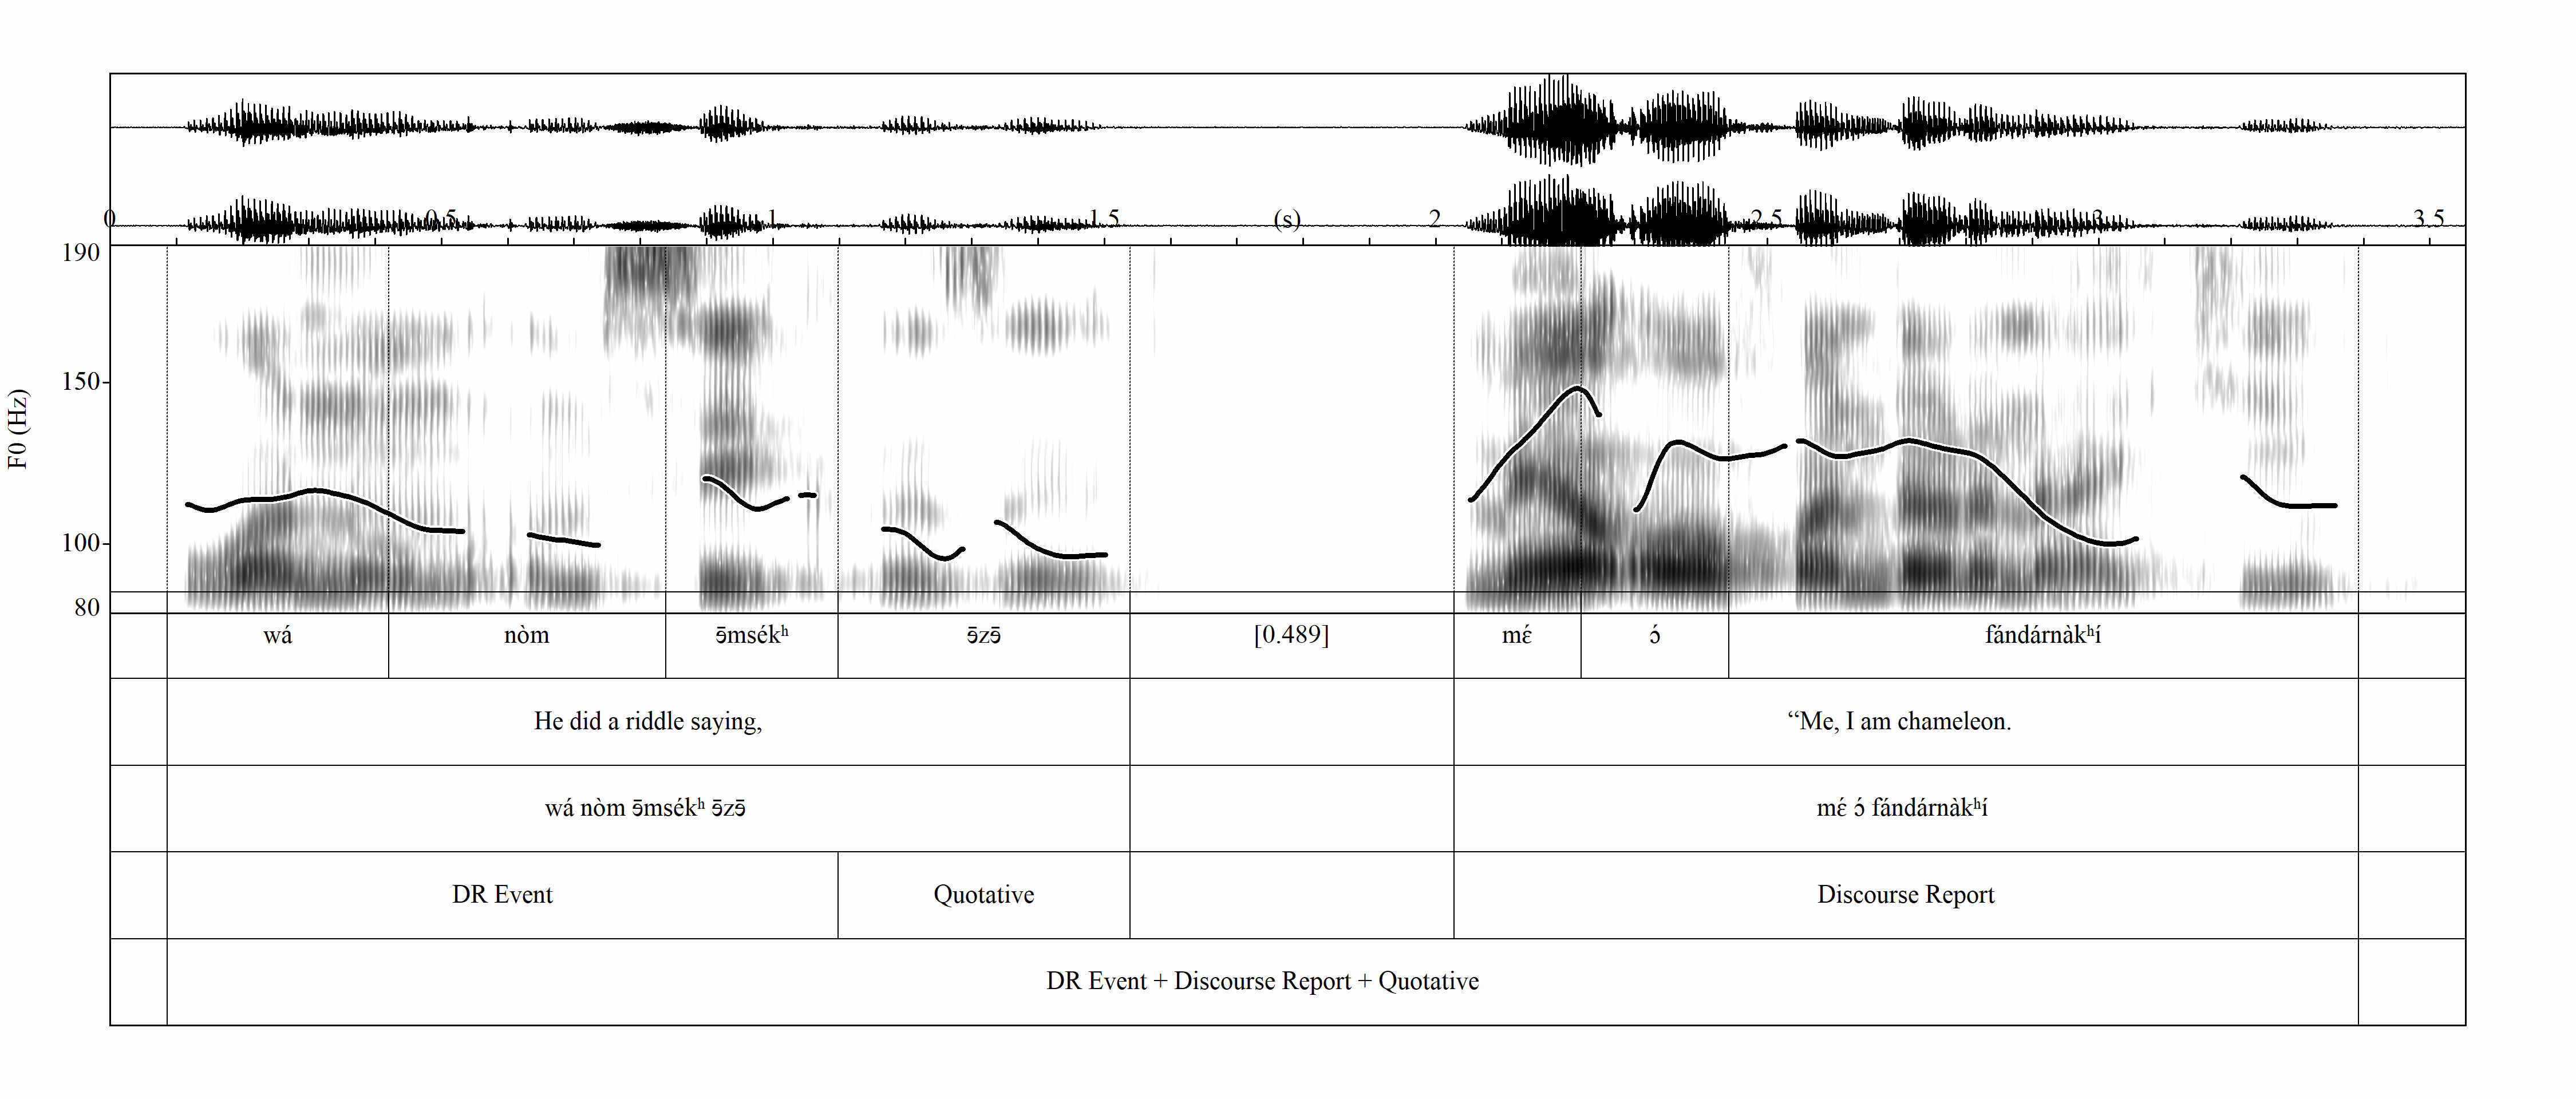 0 0.5 1 1.5 (s) 2 2.5 3 3.5
190
150
100
80
F0 (Hz)
wá nòm ɘ̄msékʰ ɘ̄zɘ̄ [0.489] mɛ́ ɔ́ fándárnàkʰí
He did a riddle saying, “Me, I am chameleon.
wá nòm ɘ̄msékʰ ɘ̄zɘ̄ mɛ́ ɔ́ fándárnàkʰí
DR Event Quotative Discourse Report
DR Event + Discourse Report + Quotative